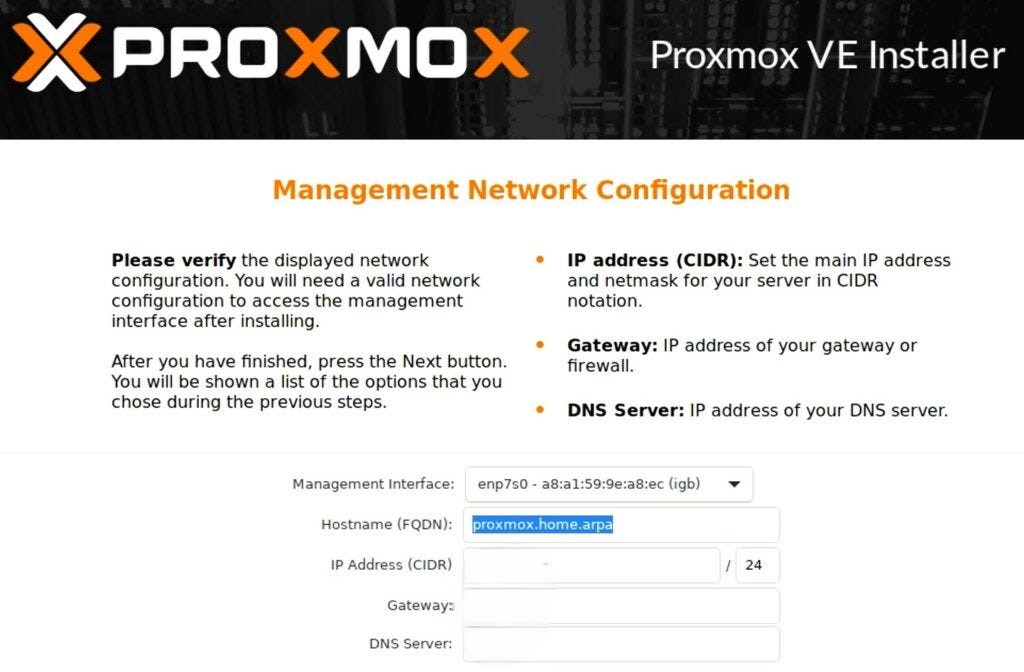 PROXMOX
Proxmox VE Installer
Management Network Configuration
Please verify the displayed network
configuration. You will need a valid network
configuration to access the management
interface after installing.
After you have finished, press the Next button.
You will be shown a list of the options that you
chose during the previous steps.
IP address (CIDR): Set the main IP address
and netmask for your server in CIDR
notation.
Gateway: IP address of your gateway or
firewall.
DNS Server: IP address of your DNS server.
Management Interface: enp7s0 - a8:a1:59:9e:a8:ec (igb)
Hostname (FQDN): proxmox.home.arpa
IP Address (CIDR) / 24
Gateway:
DNS Server: